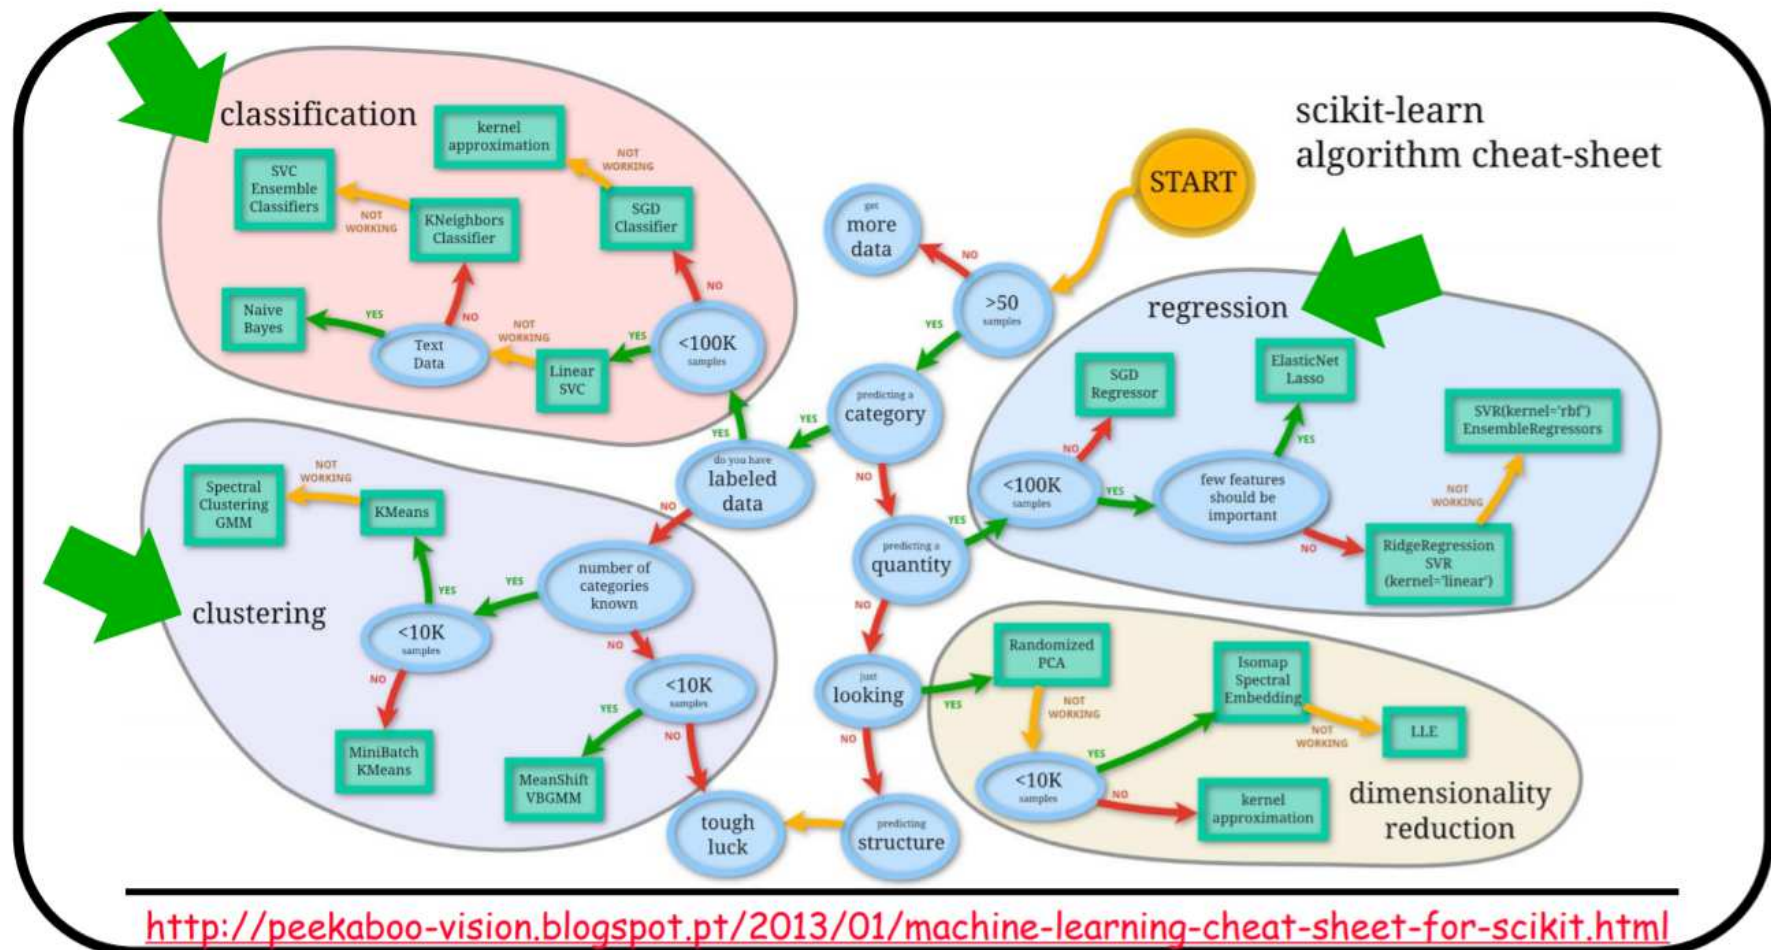 scikit-learn
algorithm cheat-sheet
classification
kernel
approximation
NOT
WORKING
SVC
Ensemble
Classifiers
NOT
WORKING
KNeighbors
Classifier
SGD
Classifier
NO
Naive
Bayes
YES
NO
Text
Data
NOT
WORKING
Linear
SVC
YES
<100K
samples
YES
START
get
more
data
NO
>50
samples
YES
predicting a
category
YES
NO
do you have
labeled
data
NO
predicting a
quantity
YES
NO
just
looking
YES
NO
predicting
structure
tough
luck
regression
SGD
Regressor
NO
<100K
samples
YES
ElasticNet
Lasso
YES
few features
should be
important
NO
SVR(kernel='rbf')
EnsembleRegressors
NOT
WORKING
RidgeRegression
SVR
(kernel='linear')
clustering
Spectral
Clustering
GMM
NOT
WORKING
KMeans
YES
<10K
samples
YES
NO
number of
categories
known
NO
MiniBatch
KMeans
<10K
samples
YES
NO
MeanShift
VBGMM
Randomized
PCA
NOT
WORKING
<10K
samples
YES
NO
Isomap
Spectral
Embedding
NOT
WORKING
LLE
kernel
approximation
dimensionality
reduction
http://peekaboo-vision.blogspot.pt/2013/01/machine-learning-cheat-sheet-for-scikit.html